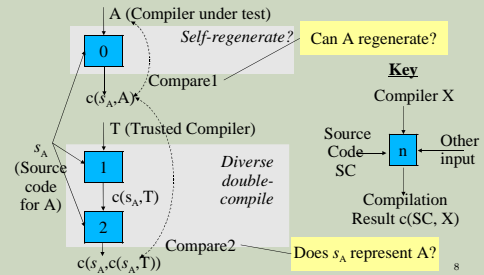 A (Compiler under test)
Self-regenerate?
Can A regenerate?
0
Compare1
c(sA,A)
Key
Compiler X
T (Trusted Compiler)
Source
Code
SC
n
Other
input
sA
(Source
code
for A)
1
Diverse
double-
compile
c(sA,T)
2
Compilation
Result c(SC, X)
Compare2
Does sA represent A?
c(sA,c(sA,T))
8